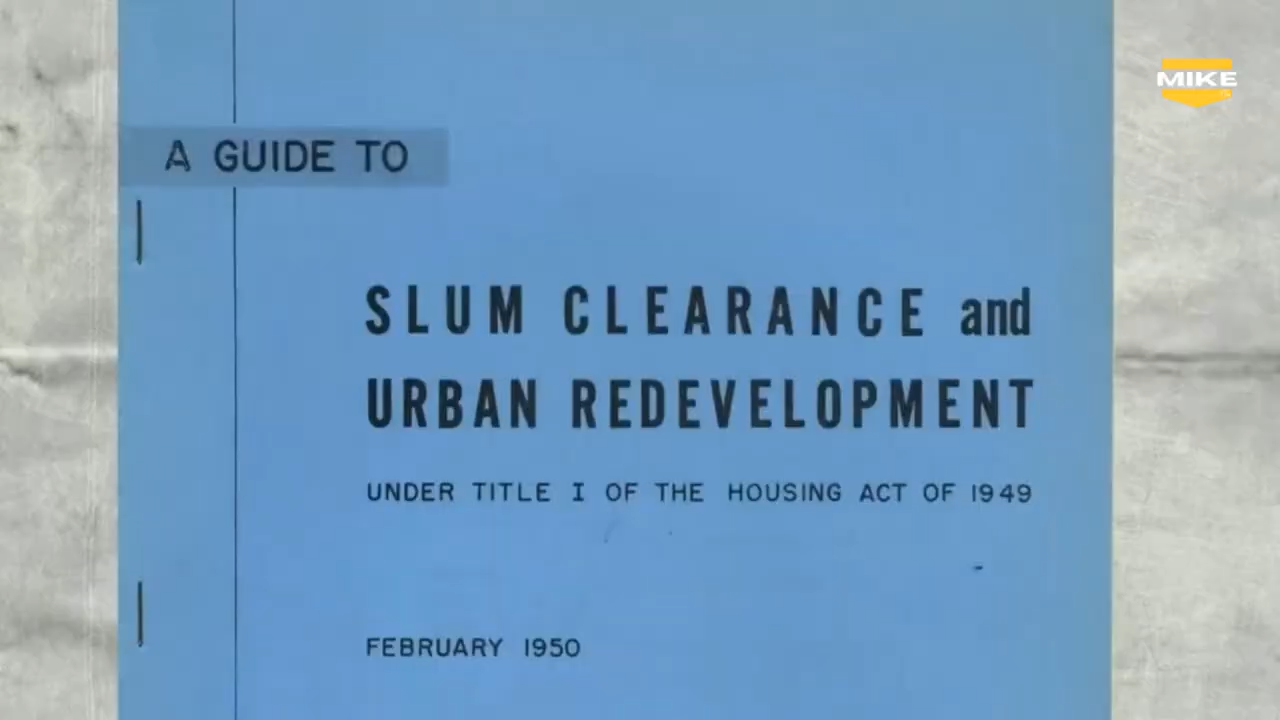 MIKE
A GUIDE TO
SLUM CLEARANCE and
URBAN REDEVELOPMENT
UNDER TITLE I OF THE HOUSING ACT OF 1949
FEBRUARY 1950